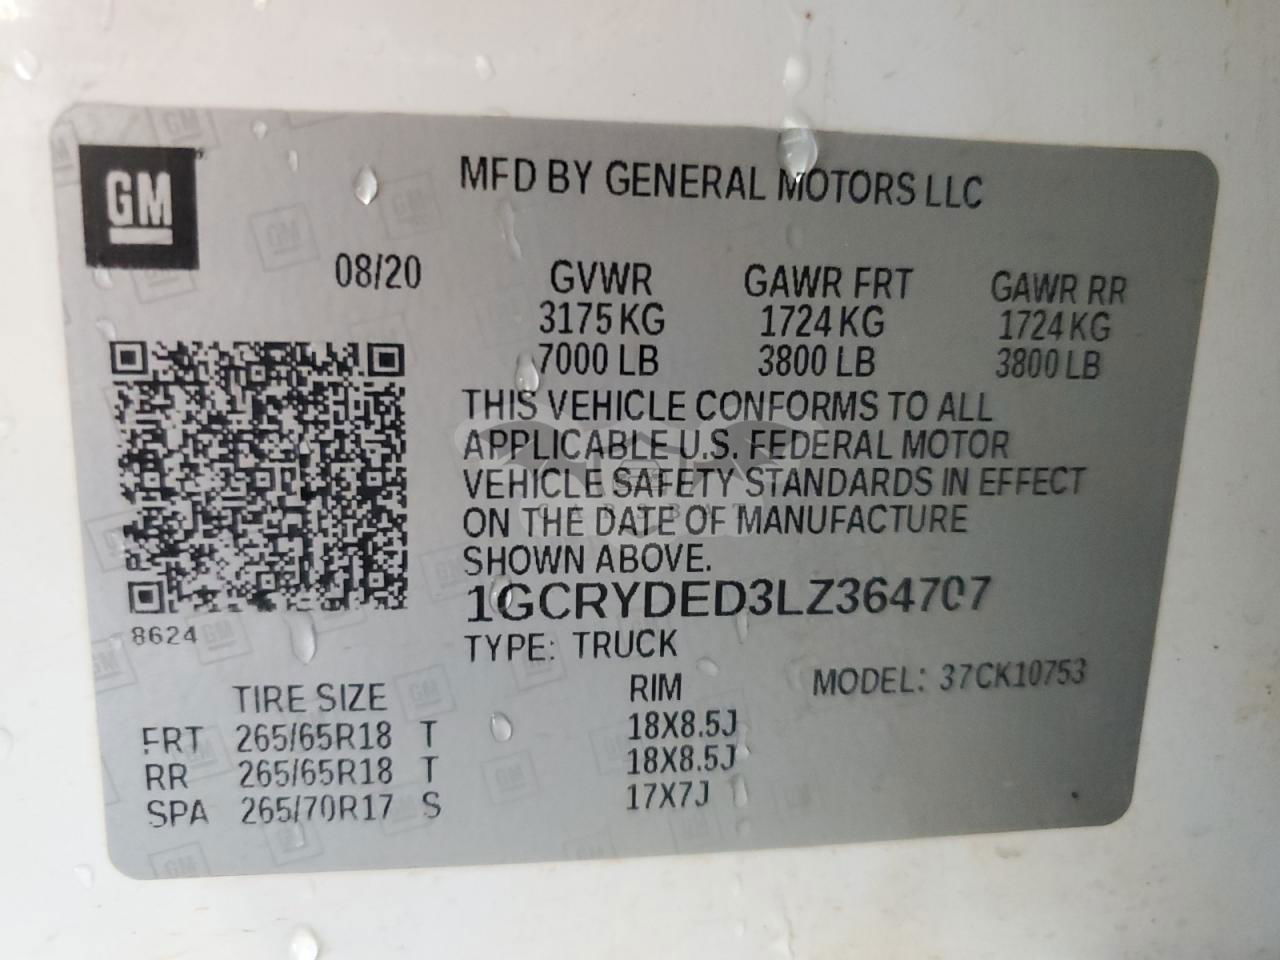 GM
MFD BY GENERAL MOTORS LLC
08/20
GVWR GAWR FRT GAWR RR
3175 KG 1724 KG 1724 KG
7000 LB 3800 LB 3800 LB
THIS VEHICLE CONFORMS TO ALL
APPLICABLE U.S. FEDERAL MOTOR
VEHICLE SAFETY STANDARDS IN EFFECT
ON THE DATE OF MANUFACTURE
SHOWN ABOVE.
1GCRYDED3LZ364707
8624
TYPE: TRUCK
MODEL: 37CK10753
TIRE SIZE RIM
FRT 265/65R18 T 18X8.5J
RR 265/65R18 T 18X8.5J
SPA 265/70R17 S 17X7J